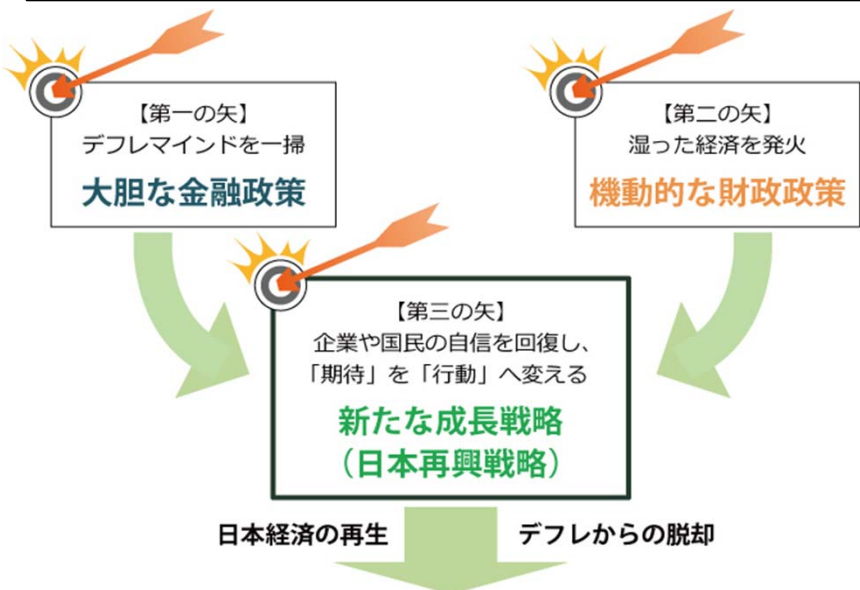 【第一の矢】
デフレマインドを一掃
大胆な金融政策
【第二の矢】
湿った経済を発火
機動的な財政政策
【第三の矢】
企業や国民の自信を回復し、
「期待」を「行動」へ変える
新たな成長戦略
（日本再興戦略）
日本経済の再生
デフレからの脱却